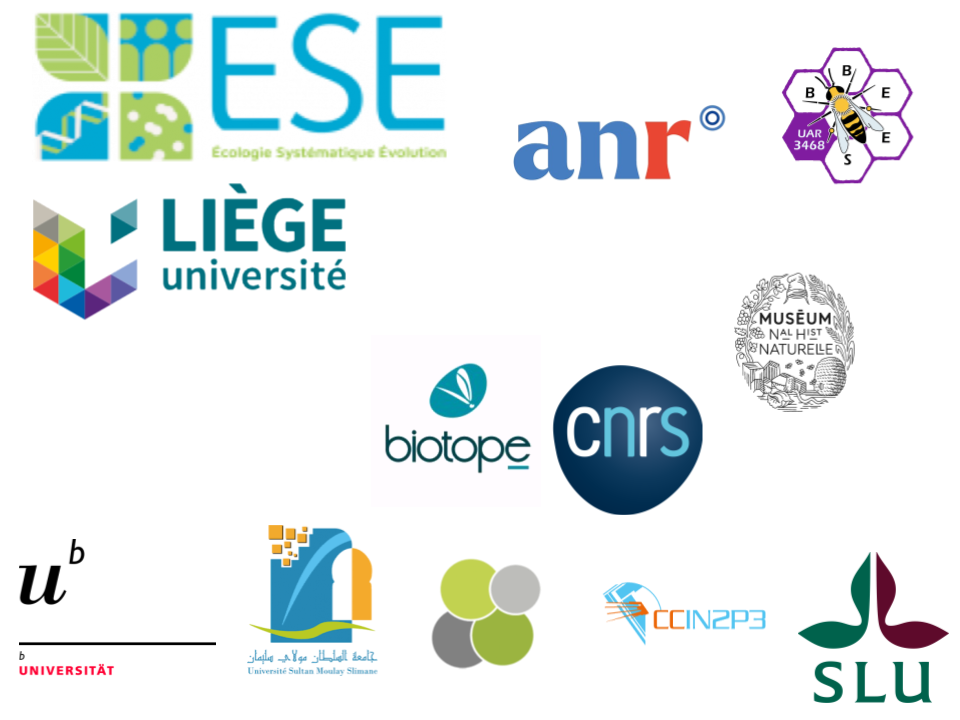 ESE
Écologie Systématique Évolution
anr
B
B
E
E
S
UAR
3468
LIÈGE
université
MUSĒUM
NAL HIST
NATURELLE
biotope
cnrs
u b
b
UNIVERSITÄT
جامعة السلطان مولاي سليمان
Université Sultan Moulay Slimane
CCIN2P3
SLU